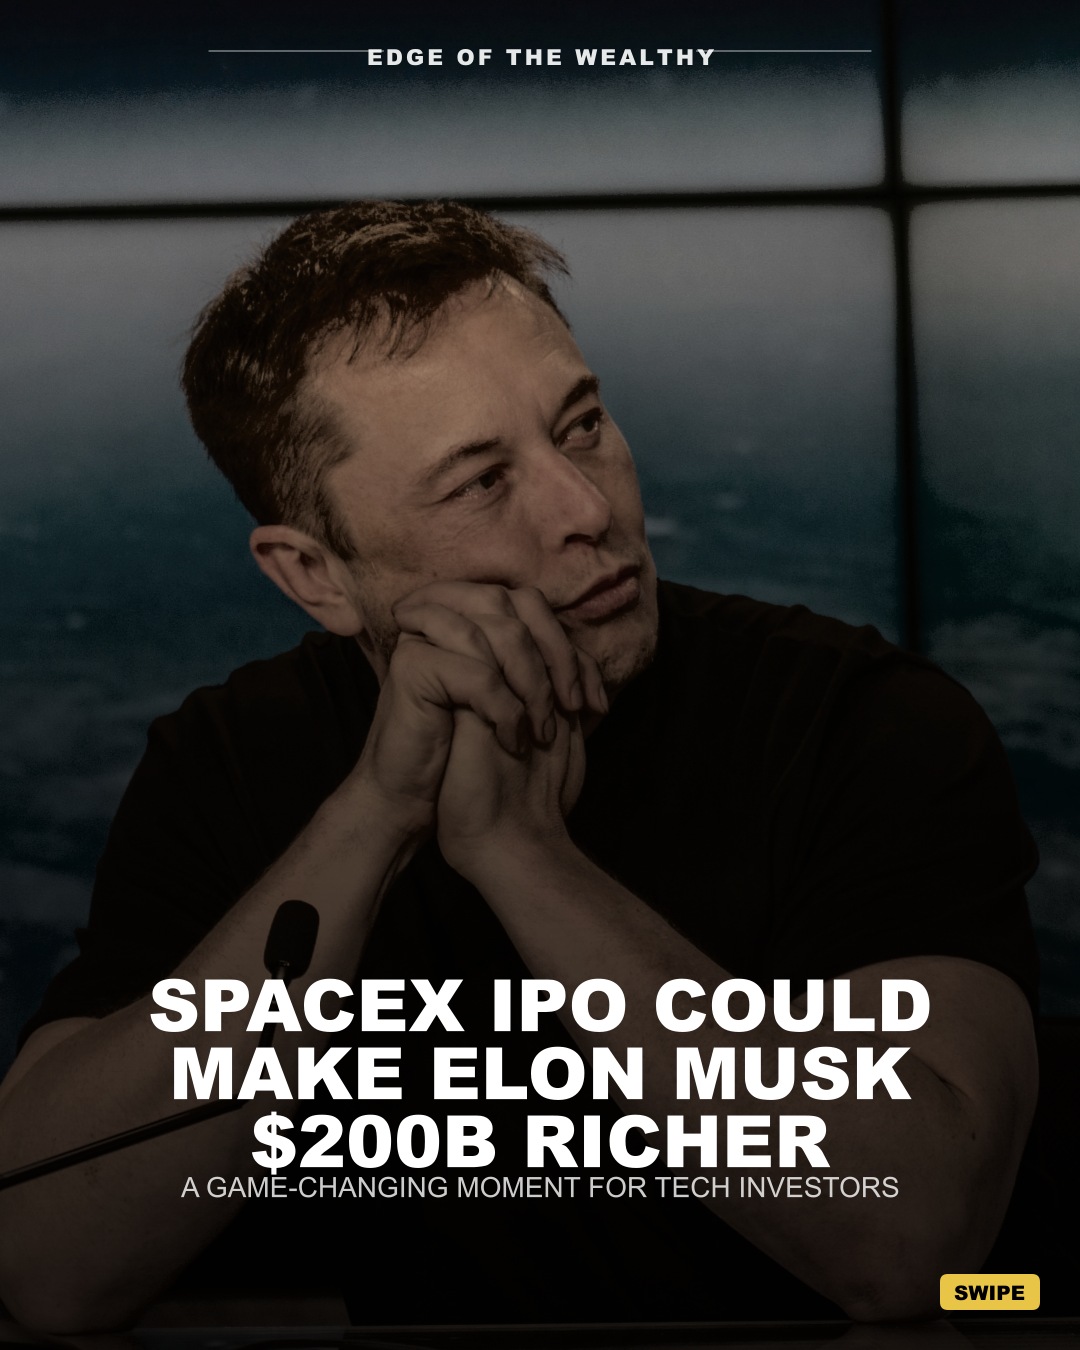 EDGE OF THE WEALTHY
SPACEX IPO COULD
MAKE ELON MUSK
$200B RICHER
A GAME-CHANGING MOMENT FOR TECH INVESTORS
SWIPE